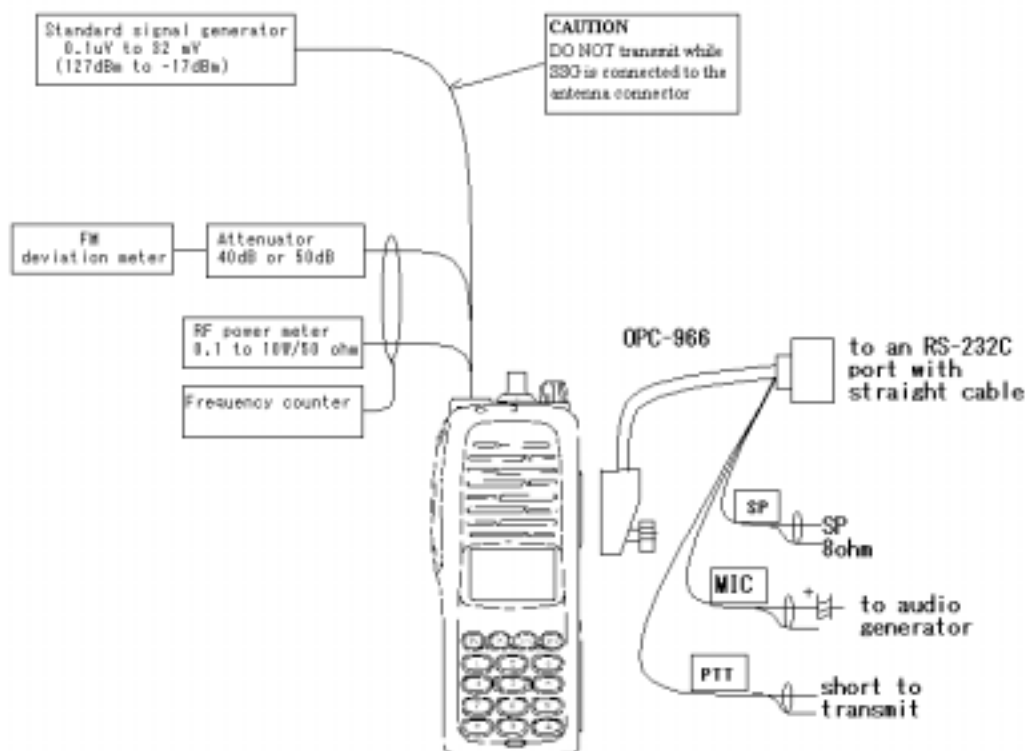 Standard signal generator
0.1uV to 32 mV
(127dBm to -17dBm)
CAUTION
DO NOT transmit while
SSG is connected to the
antenna connector
FM
deviation meter
Attenuator
40dB or 50dB
RF power meter
0.1 to 10W/50 ohm
Frequency counter
OPC-966
to an RS-232C
port with
straight cable
SP
SP
8ohm
MIC
+
to audio
generator
PTT
short to
transmit